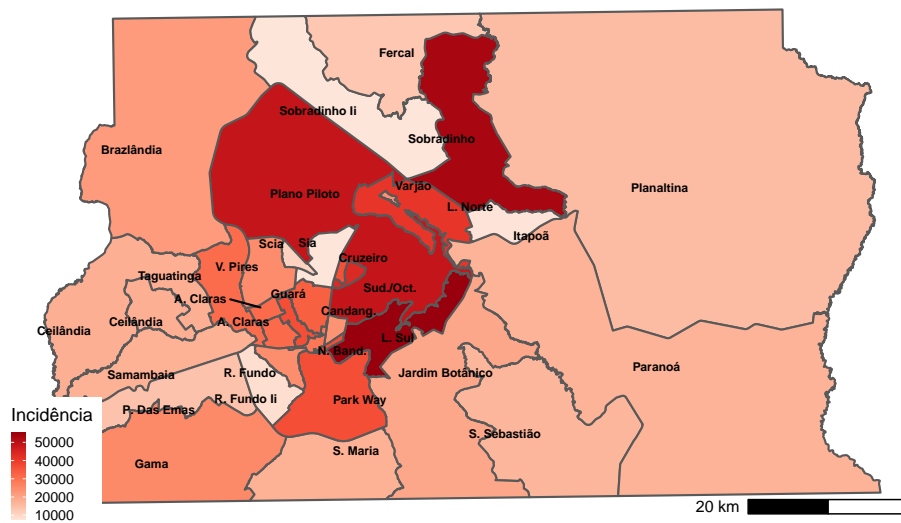 Fercal
Sobradinho Ii
Sobradinho
Brazlândia
Plano Piloto
Varjão
Planaltina
L. Norte
Itapoã
Scia
Sia
Cruzeiro
V. Pires
Taguatinga
Guará
Sud./Oct.
A. Claras
Candang.
Ceilândia
Ceilândia
A. Claras
L. Sul
N. Band.
Samambaia
R. Fundo
Jardim Botânico
Paranoá
R. Fundo Ii
Park Way
P. Das Emas
S. Sebastião
S. Maria
Gama
Incidência
50000
40000
30000
20000
10000
20 km